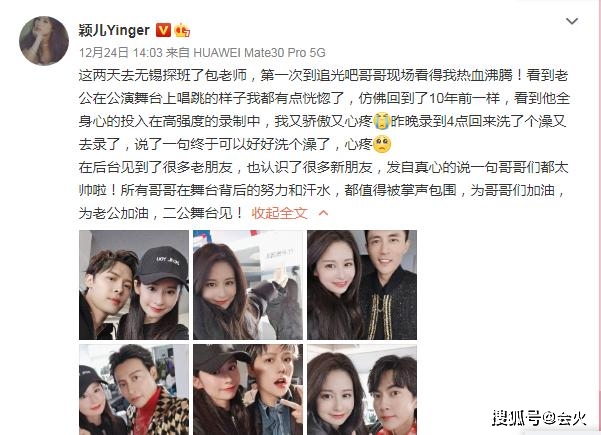 颖儿Yinger
12月24日 14:03 来自 HUAWEI Mate30 Pro 5G
这两天去无锡探班了包老师，第一次到追光吧哥哥现场看得我热血沸腾！看到老
公在公演舞台上唱跳的样子我都有点恍惚了，仿佛回到了10年前一样，看到他全
身心的投入在高强度的录制中，我又骄傲又心疼😭昨晚录到4点回来洗了个澡又
去录了，说了一句终于可以好好洗个澡了，心疼🥺
在后台见到了很多老朋友，也认识了很多新朋友，发自真心的说一句哥哥们都太
帅啦！所有哥哥在舞台背后的努力和汗水，都值得被掌声包围，为哥哥们加油，
为老公加油，二公舞台见！ 收起全文
搜狐号@会火